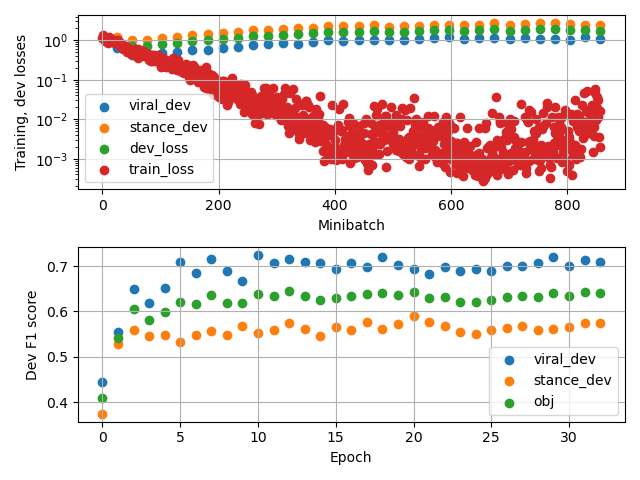 Training, dev losses
10⁰
10⁻¹
10⁻²
10⁻³
viral_dev
stance_dev
dev_loss
train_loss
0 200 400 600 800
Minibatch
Dev F1 score
0.7
0.6
0.5
0.4
viral_dev
stance_dev
obj
0 5 10 15 20 25 30
Epoch